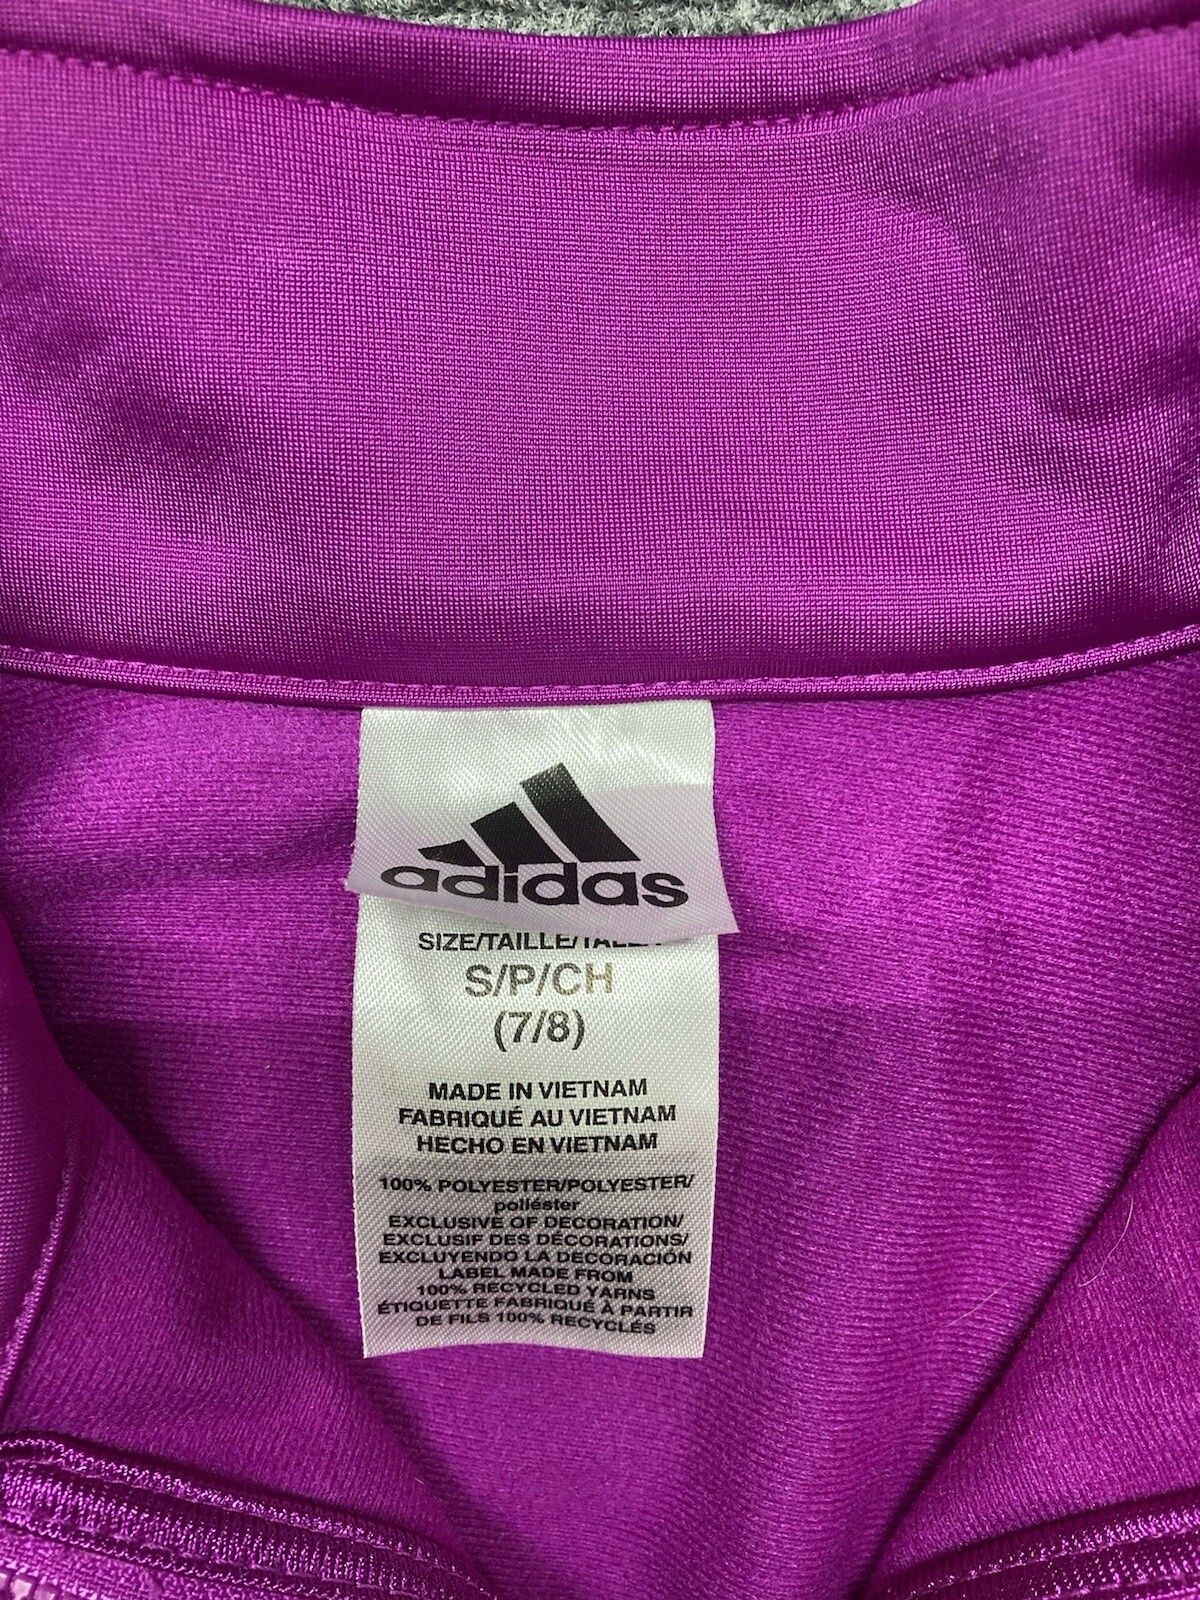 adidas
SIZE/TAILLE/TALLA
S/P/CH
(7/8)
MADE IN VIETNAM
FABRIQUÉ AU VIETNAM
HECHO EN VIETNAM
100% POLYESTER/POLYESTER/
poliéster
EXCLUSIVE OF DECORATION/
EXCLUSIF DES DÉCORATIONS/
EXCLUYENDO LA DECORACIÓN
LABEL MADE FROM
100% RECYCLED YARNS
ÉTIQUETTE FABRIQUÉ À PARTIR
DE FILS 100% RECYCLÉS